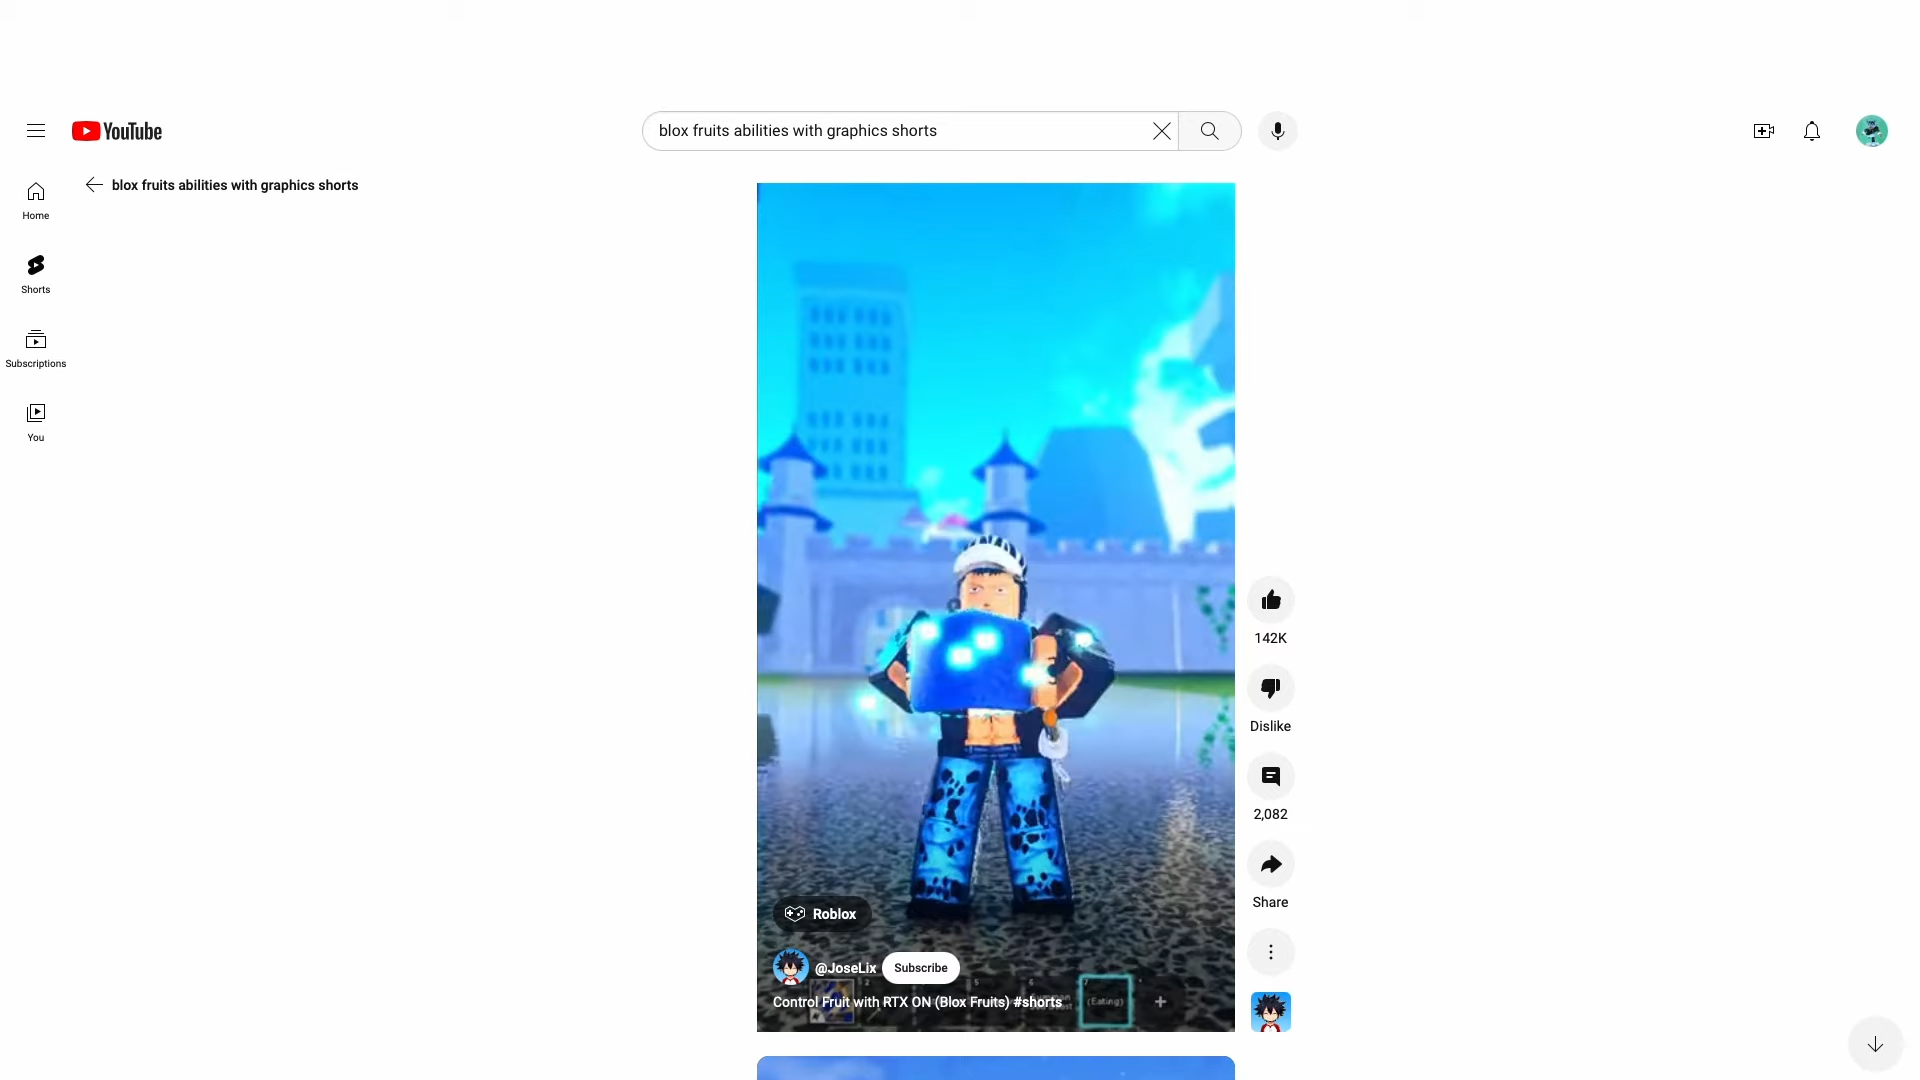 YouTube
blox fruits abilities with graphics shorts
blox fruits abilities with graphics shorts
Home
Shorts
Subscriptions
You
142K
Dislike
2,082
Share
Roblox
@JoseLix
Subscribe
Control Fruit with RTX ON (Blox Fruits) #shorts
(Eating)